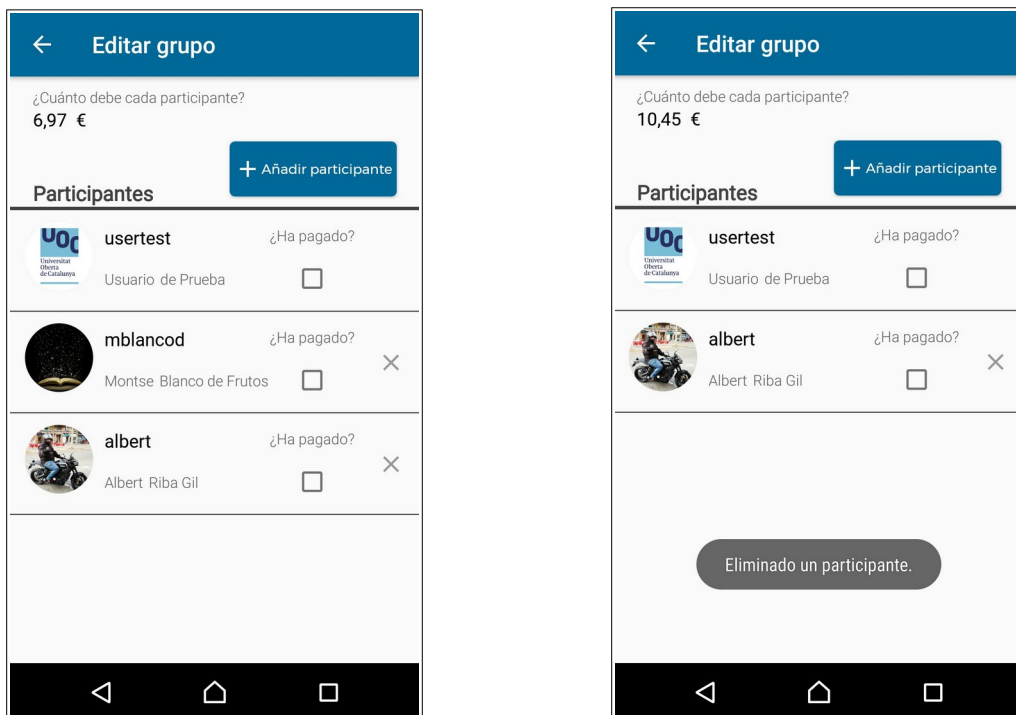 Editar grupo
¿Cuánto debe cada participante?
6,97 €
+ Añadir participante
Participantes
UOC
Universitat
Oberta
de Catalunya
usertest
¿Ha pagado?
Usuario de Prueba
mblancod
¿Ha pagado?
Montse Blanco de Frutos
albert
¿Ha pagado?
Albert Riba Gil
Editar grupo
¿Cuánto debe cada participante?
10,45 €
+ Añadir participante
Participantes
UOC
Universitat
Oberta
de Catalunya
usertest
¿Ha pagado?
Usuario de Prueba
albert
¿Ha pagado?
Albert Riba Gil
Eliminado un participante.